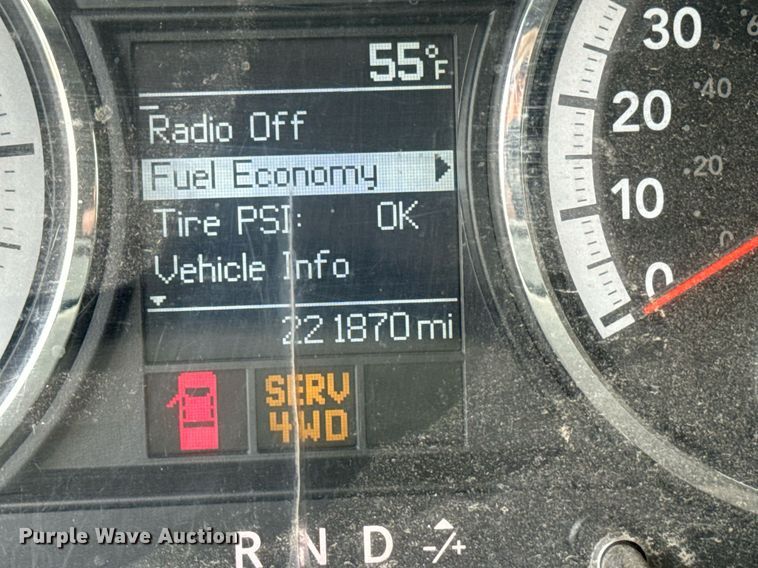 55°F
Radio Off
Fuel Economy
Tire PSI: OK
Vehicle Info
221870 mi
SERV
4WD
30
20
10
0
40
20
0
R N D -/+
Purple Wave Auction